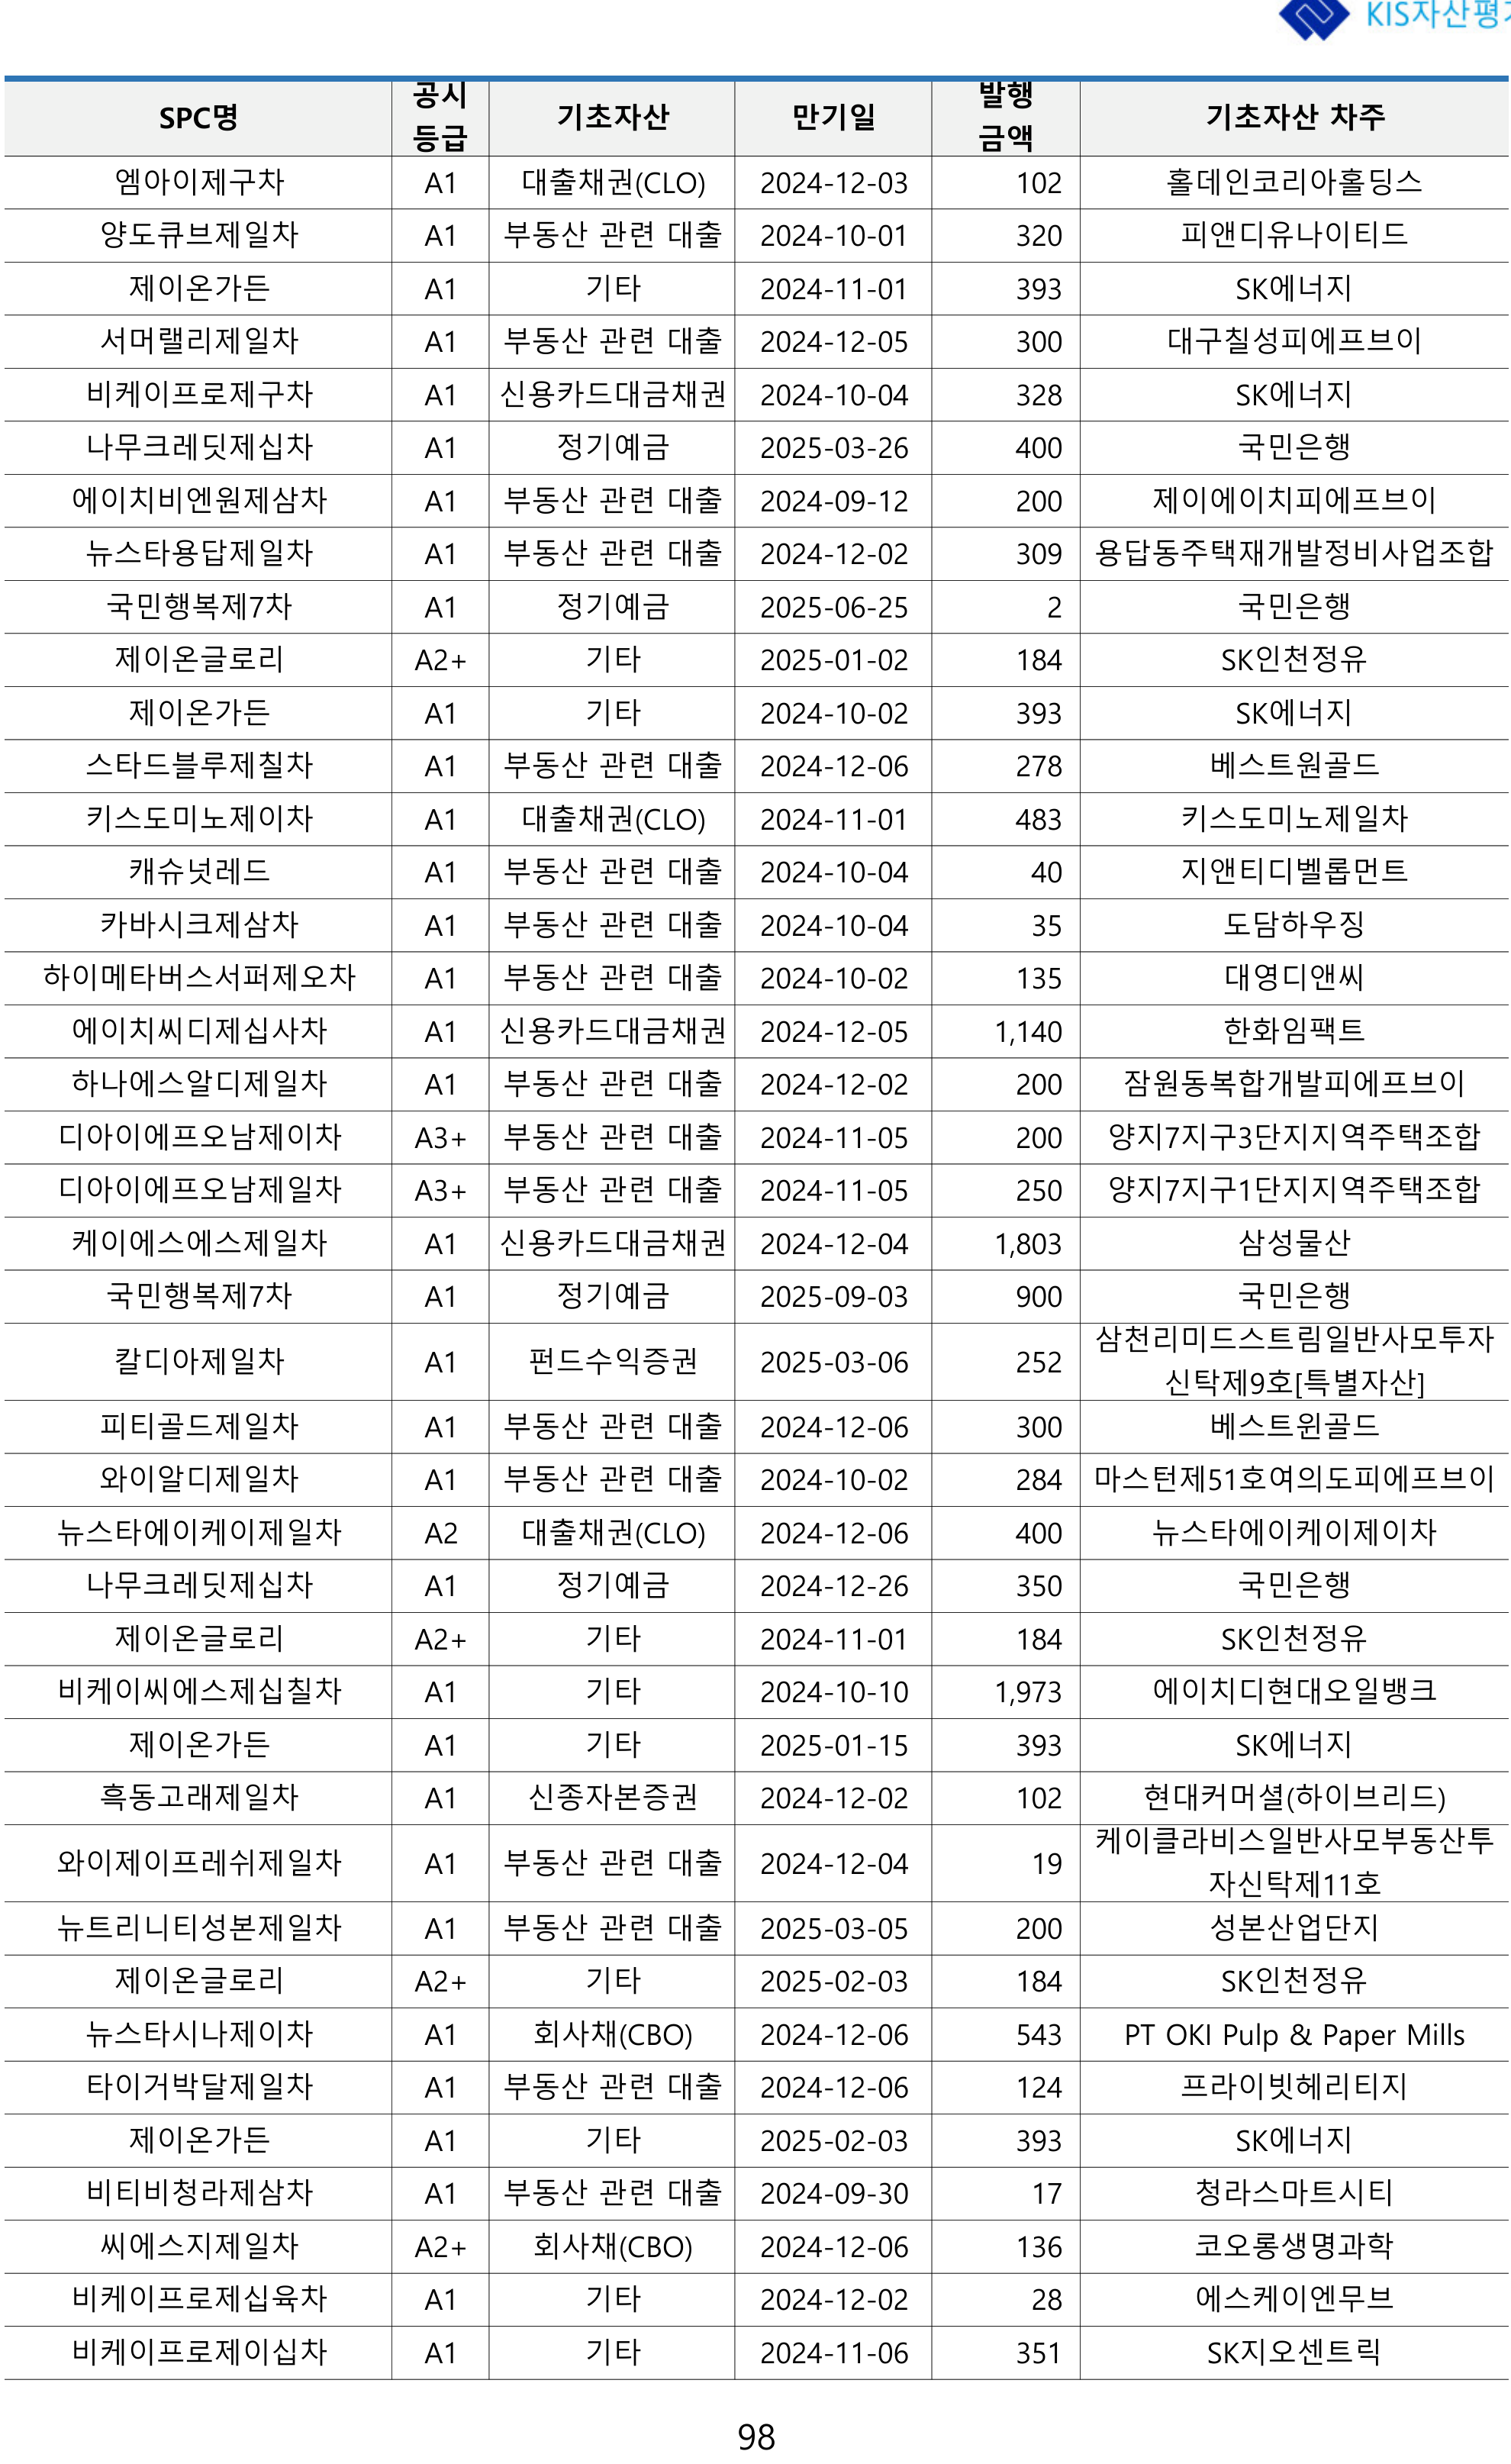 KIS자산평가
SPC명 공시등급 기초자산 만기일 발행금액 기초자산 차주
엠아이제구차 A1 대출채권(CLO) 2024-12-03 102 홀데인코리아홀딩스
양도큐브제일차 A1 부동산 관련 대출 2024-10-01 320 피앤디유나이티드
제이온가든 A1 기타 2024-11-01 393 SK에너지
서머랠리제일차 A1 부동산 관련 대출 2024-12-05 300 대구칠성피에프브이
비케이프로제구차 A1 신용카드대금채권 2024-10-04 328 SK에너지
나무크레딧제십차 A1 정기예금 2025-03-26 400 국민은행
에이치비엔원제삼차 A1 부동산 관련 대출 2024-09-12 200 제이에이치피에프브이
뉴스타용답제일차 A1 부동산 관련 대출 2024-12-02 309 용답동주택재개발정비사업조합
국민행복제7차 A1 정기예금 2025-06-25 2 국민은행
제이온글로리 A2+ 기타 2025-01-02 184 SK인천정유
제이온가든 A1 기타 2024-10-02 393 SK에너지
스타드블루제칠차 A1 부동산 관련 대출 2024-12-06 278 베스트원골드
키스도미노제이차 A1 대출채권(CLO) 2024-11-01 483 키스도미노제일차
캐슈넛레드 A1 부동산 관련 대출 2024-10-04 40 지앤티디벨롭먼트
카바시크제삼차 A1 부동산 관련 대출 2024-10-04 35 도담하우징
하이메타버스서퍼제오차 A1 부동산 관련 대출 2024-10-02 135 대영디앤씨
에이치씨디제십사차 A1 신용카드대금채권 2024-12-05 1,140 한화임팩트
하나에스알디제일차 A1 부동산 관련 대출 2024-12-02 200 잠원동복합개발피에프브이
디아이에프오남제이차 A3+ 부동산 관련 대출 2024-11-05 200 양지7지구3단지지역주택조합
디아이에프오남제일차 A3+ 부동산 관련 대출 2024-11-05 250 양지7지구1단지지역주택조합
케이에스에스제일차 A1 신용카드대금채권 2024-12-04 1,803 삼성물산
국민행복제7차 A1 정기예금 2025-09-03 900 국민은행
칼디아제일차 A1 펀드수익증권 2025-03-06 252 삼천리미드스트림일반사모투자
신탁제9호[특별자산]
피티골드제일차 A1 부동산 관련 대출 2024-12-06 300 베스트윈골드
와이알디제일차 A1 부동산 관련 대출 2024-10-02 284 마스턴제51호여의도피에프브이
뉴스타에이케이제일차 A2 대출채권(CLO) 2024-12-06 400 뉴스타에이케이제이차
나무크레딧제십차 A1 정기예금 2024-12-26 350 국민은행
제이온글로리 A2+ 기타 2024-11-01 184 SK인천정유
비케이씨에스제십칠차 A1 기타 2024-10-10 1,973 에이치디현대오일뱅크
제이온가든 A1 기타 2025-01-15 393 SK에너지
흑동고래제일차 A1 신종자본증권 2024-12-02 102 현대커머셜(하이브리드)
와이제이프레쉬제일차 A1 부동산 관련 대출 2024-12-04 19 케이클라비스일반사모부동산투
자신탁제11호
뉴트리니티성본제일차 A1 부동산 관련 대출 2025-03-05 200 성본산업단지
제이온글로리 A2+ 기타 2025-02-03 184 SK인천정유
뉴스타시나제이차 A1 회사채(CBO) 2024-12-06 543 PT OKI Pulp & Paper Mills
타이거박달제일차 A1 부동산 관련 대출 2024-12-06 124 프라이빗헤리티지
제이온가든 A1 기타 2025-02-03 393 SK에너지
비티비청라제삼차 A1 부동산 관련 대출 2024-09-30 17 청라스마트시티
씨에스지제일차 A2+ 회사채(CBO) 2024-12-06 136 코오롱생명과학
비케이프로제십육차 A1 기타 2024-12-02 28 에스케이엔무브
비케이프로제이십차 A1 기타 2024-11-06 351 SK지오센트릭
98